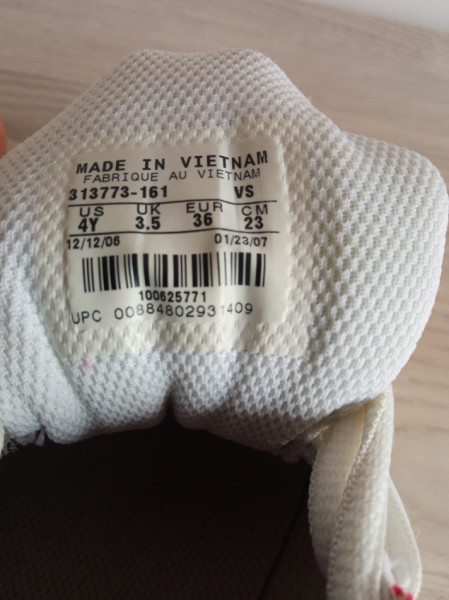 MADE IN VIETNAM
FABRIQUE AU VIETNAM
313773-161 VS
US UK EUR CM
4Y 3.5 36 23
12/12/06 01/23/07
100625771
UPC 00884802931409